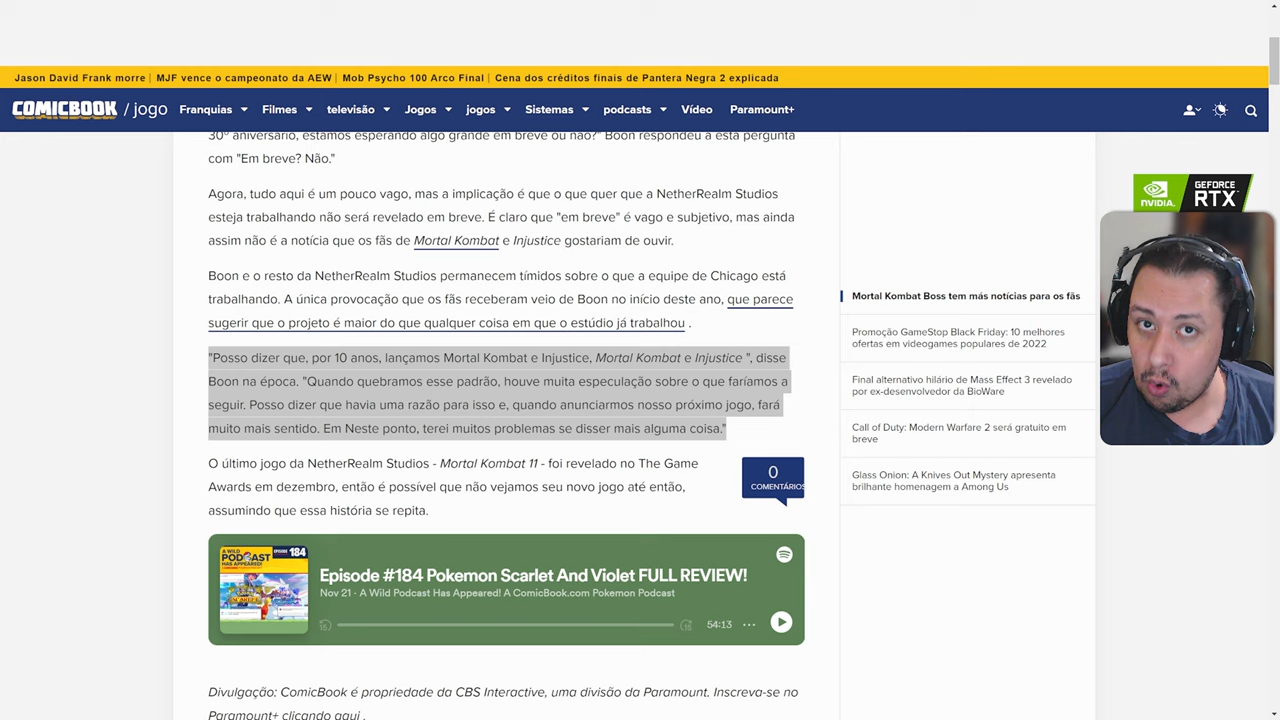 Jason David Frank morre | MJF vence o campeonato da AEW | Mob Psycho 100 Arco Final | Cena dos créditos finais de Pantera Negra 2 explicada
COMICBOOK / jogo Franquias Filmes televisão Jogos jogos Sistemas podcasts Vídeo Paramount+
30º aniversário, estamos esperando algo grande em breve ou não?" Boon respondeu a esta pergunta
com "Em breve? Não."
Agora, tudo aqui é um pouco vago, mas a implicação é que o que quer que a NetherRealm Studios
esteja trabalhando não será revelado em breve. É claro que "em breve" é vago e subjetivo, mas ainda
assim não é a notícia que os fãs de Mortal Kombat e Injustice gostariam de ouvir.
Boon e o resto da NetherRealm Studios permanecem tímidos sobre o que a equipe de Chicago está
trabalhando. A única provocação que os fãs receberam veio de Boon no início deste ano, que parece
sugerir que o projeto é maior do que qualquer coisa em que o estúdio já trabalhou .
"Posso dizer que, por 10 anos, lançamos Mortal Kombat e Injustice, Mortal Kombat e Injustice ", disse
Boon na época. "Quando quebramos esse padrão, houve muita especulação sobre o que faríamos a
seguir. Posso dizer que havia uma razão para isso e, quando anunciarmos nosso próximo jogo, fará
muito mais sentido. Em Neste ponto, terei muitos problemas se disser mais alguma coisa."
O último jogo da NetherRealm Studios - Mortal Kombat 11 - foi revelado no The Game
Awards em dezembro, então é possível que não vejamos seu novo jogo até então,
assumindo que essa história se repita.
0
COMENTÁRIOS
A WILD
PODCAST
HAS APPEARED!
EPISODE 184
Episode #184 Pokemon Scarlet And Violet FULL REVIEW!
Nov 21 · A Wild Podcast Has Appeared! A ComicBook.com Pokemon Podcast
15 15 54:13 ...
Divulgação: ComicBook é propriedade da CBS Interactive, uma divisão da Paramount. Inscreva-se no
Paramount+ clicando aqui .
Mortal Kombat Boss tem más notícias para os fãs
Promoção GameStop Black Friday: 10 melhores
ofertas em videogames populares de 2022
Final alternativo hilário de Mass Effect 3 revelado
por ex-desenvolvedor da BioWare
Call of Duty: Modern Warfare 2 será gratuito em
breve
Glass Onion: A Knives Out Mystery apresenta
brilhante homenagem a Among Us
NVIDIA. GEFORCE
RTX